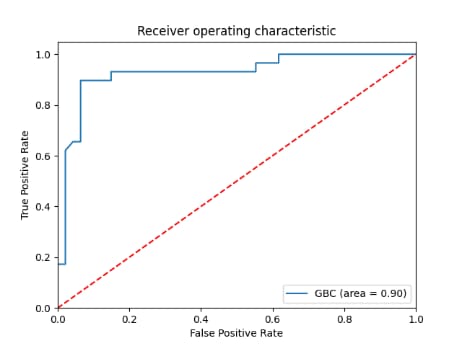 Receiver operating characteristic
1.0
0.8
0.6
0.4
0.2
0.0
True Positive Rate
GBC (area = 0.90)
0.0 0.2 0.4 0.6 0.8 1.0
False Positive Rate